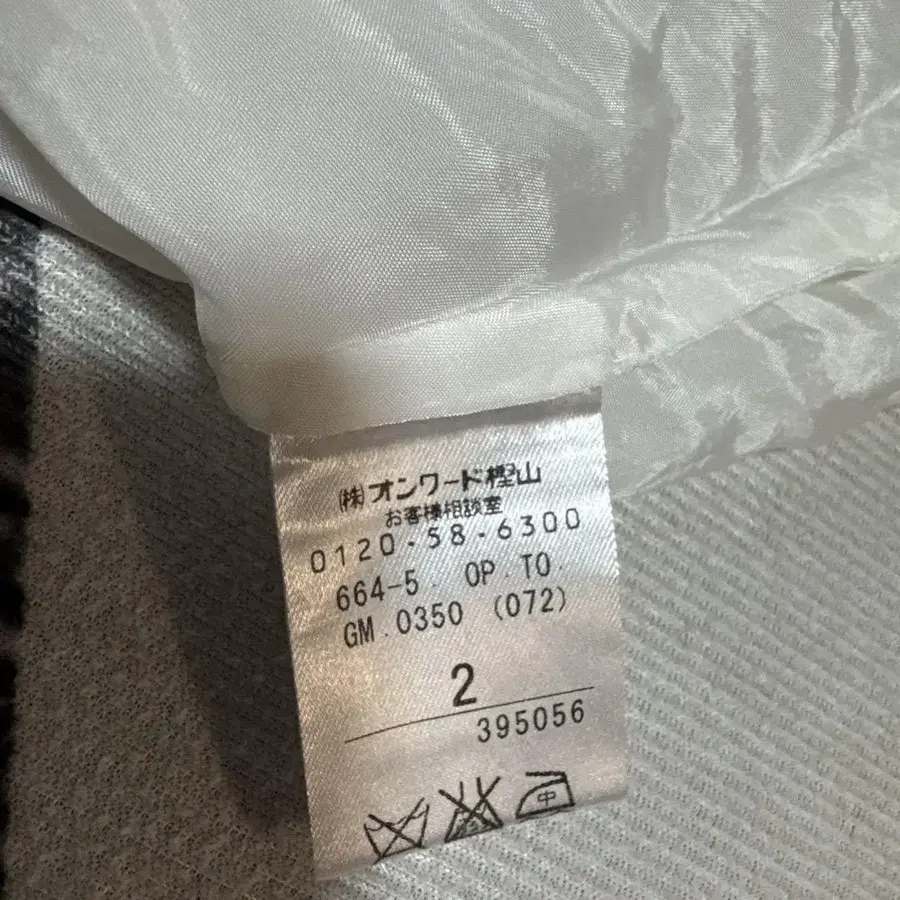 (株)オンワード樫山
お客様相談室
0120-58-6300
664-5. OP.TO.
GM.0350 (072)
2
395056
中